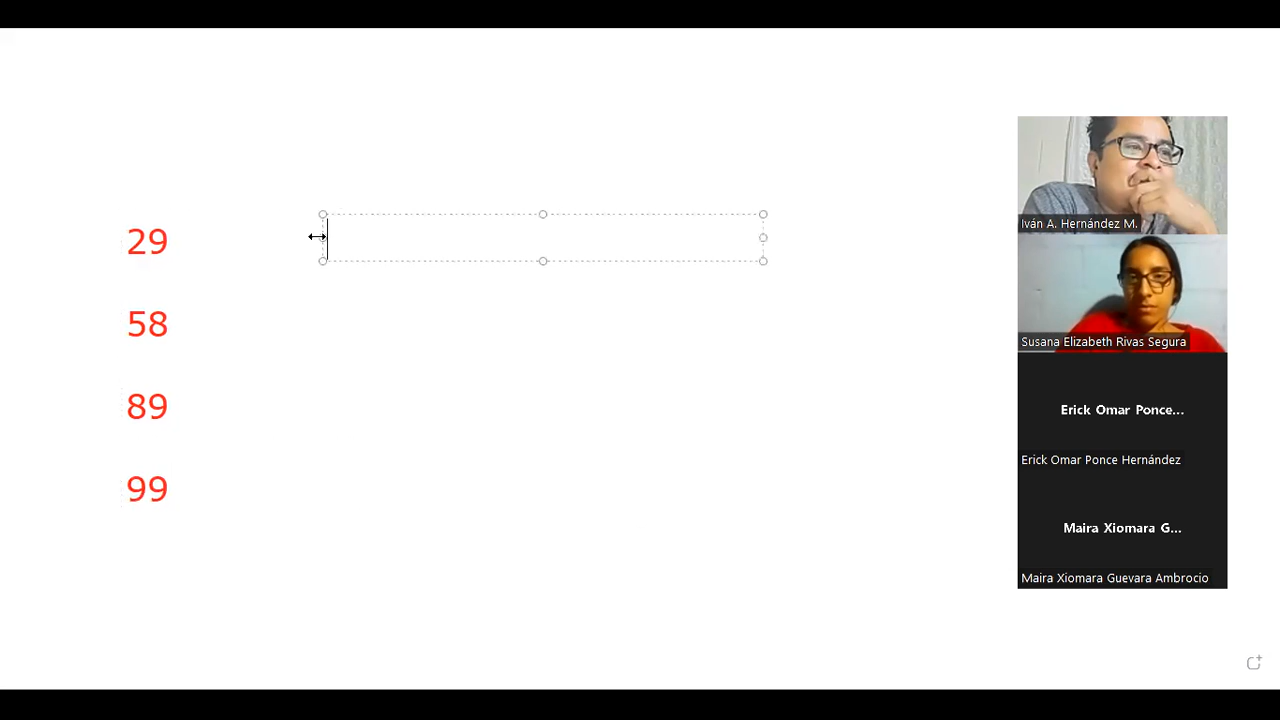 29
58
89
99
Iván A. Hernández M.
Susana Elizabeth Rivas Segura
Erick Omar Ponce...
Erick Omar Ponce Hernández
Maira Xiomara G...
Maira Xiomara Guevara Ambrocio